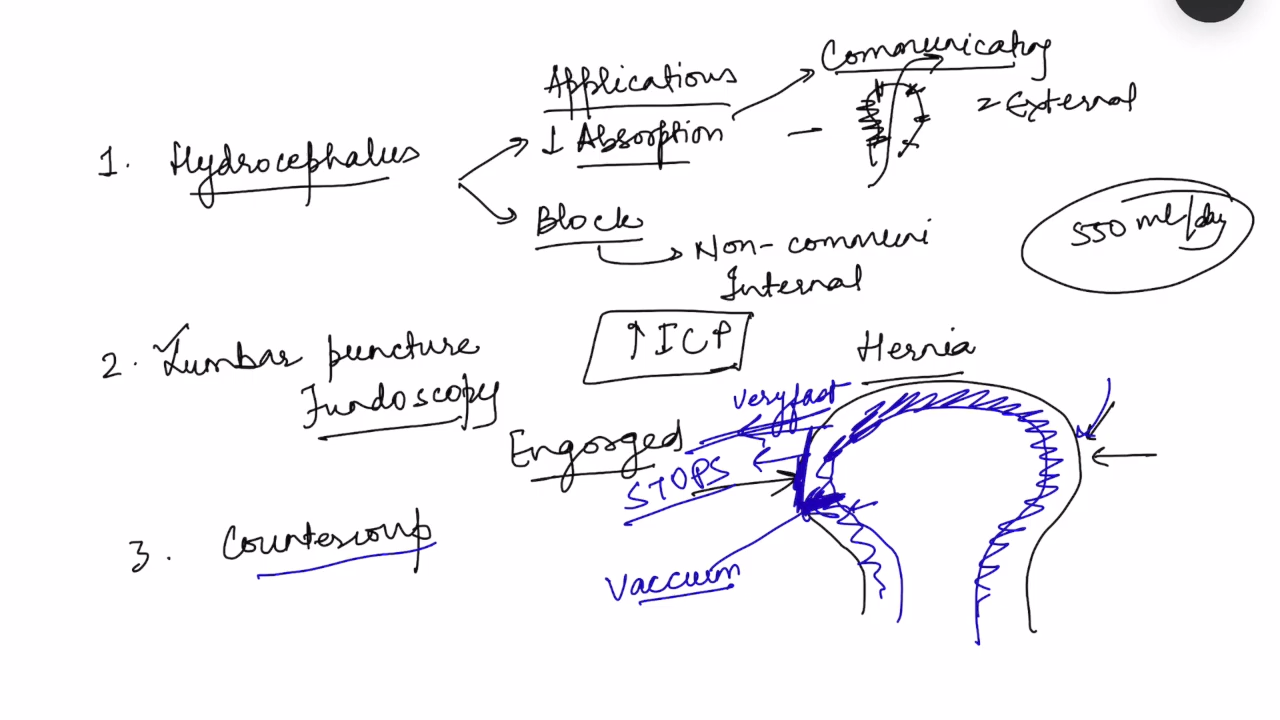 Applications
Communicating
= External
1. Hydrocephalus
↓ Absorption
Block
Non-communi
Internal
550 ml/day
2. Lumbar puncture
Fundoscopy
↑ICP
Hernia
very fast
Engorged
STOPS
3. Countercoup
Vaccum